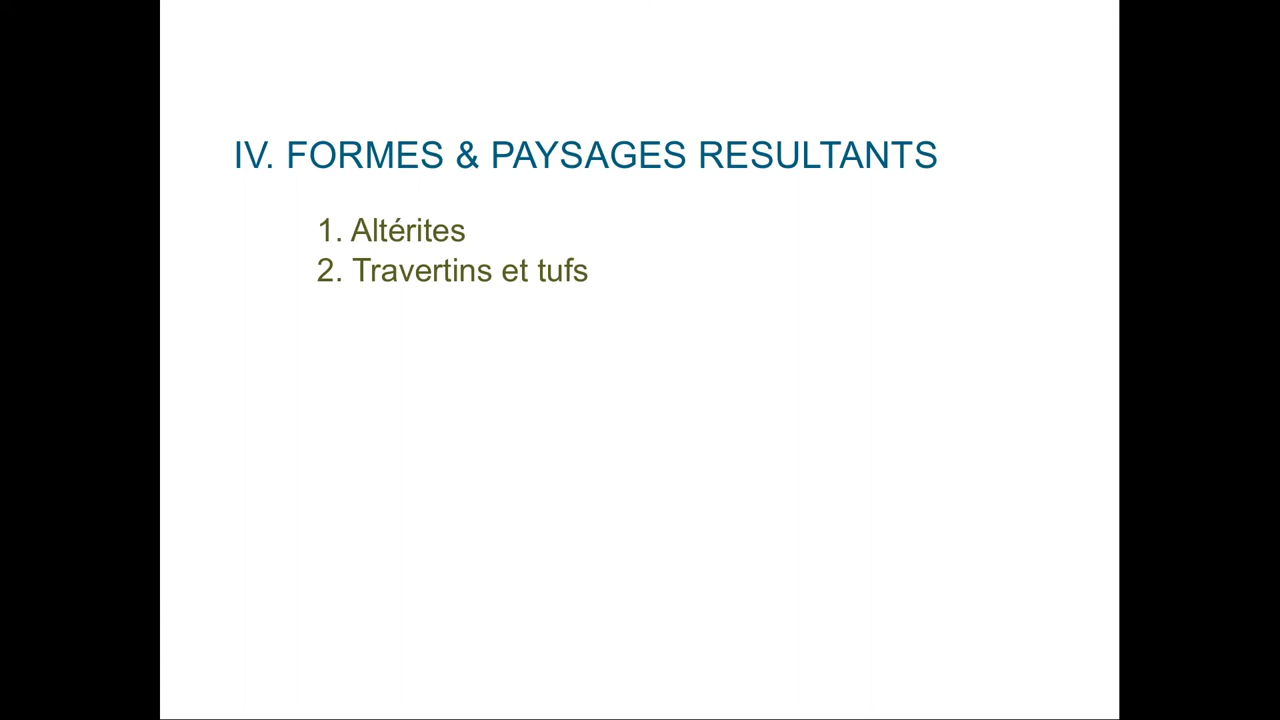 IV. FORMES & PAYSAGES RESULTANTS
1. Altérites
2. Travertins et tufs